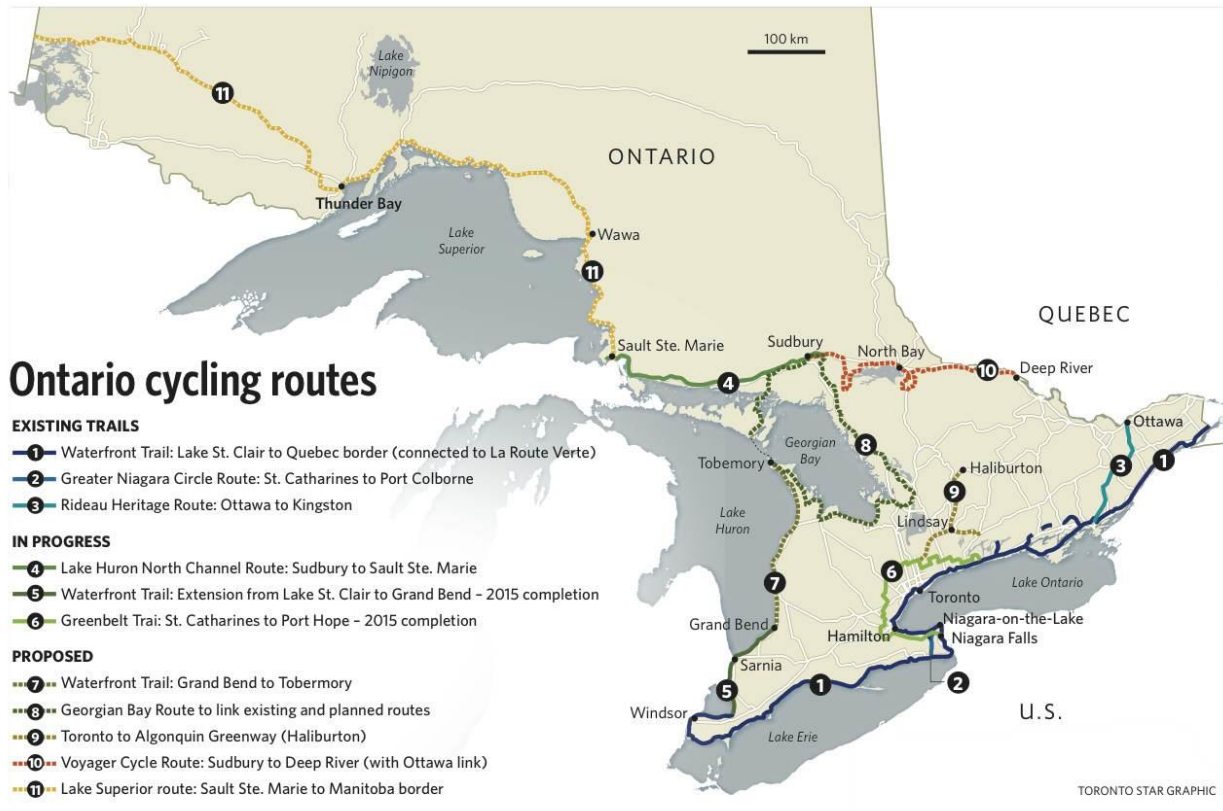 100 km
Lake
Nipigon
11
ONTARIO
Thunder Bay
Lake
Superior
Wawa
11
QUEBEC
Sault Ste. Marie
Sudbury
North Bay
10
Deep River
4
Ottawa
Georgian
Bay
8
3
1
Tobemory
Haliburton
9
Lake
Huron
Lindsay
6
7
Lake Ontario
Toronto
Grand Bend
Hamilton
Niagara-on-the-Lake
Niagara Falls
Sarnia
5
1
2
Windsor
Lake Erie
U.S.
Ontario cycling routes
EXISTING TRAILS
1 Waterfront Trail: Lake St. Clair to Quebec border (connected to La Route Verte)
2 Greater Niagara Circle Route: St. Catharines to Port Colborne
3 Rideau Heritage Route: Ottawa to Kingston
IN PROGRESS
4 Lake Huron North Channel Route: Sudbury to Sault Ste. Marie
5 Waterfront Trail: Extension from Lake St. Clair to Grand Bend – 2015 completion
6 Greenbelt Trai: St. Catharines to Port Hope – 2015 completion
PROPOSED
7 Waterfront Trail: Grand Bend to Tobermory
8 Georgian Bay Route to link existing and planned routes
9 Toronto to Algonquin Greenway (Haliburton)
10 Voyager Cycle Route: Sudbury to Deep River (with Ottawa link)
11 Lake Superior route: Sault Ste. Marie to Manitoba border
TORONTO STAR GRAPHIC